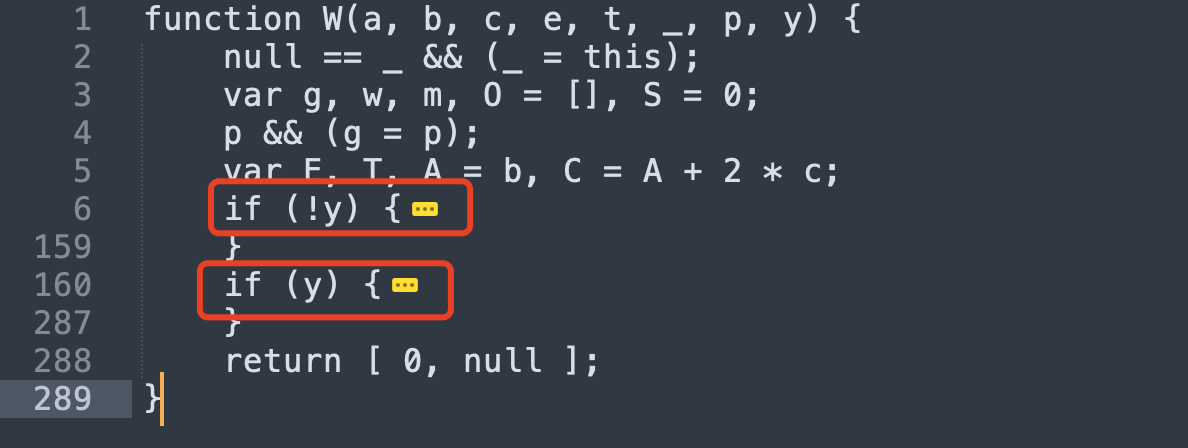 1 function W(a, b, c, e, t, _, p, y) {
2 null == _ && (_ = this);
3 var g, w, m, O = [], S = 0;
4 p && (g = p);
5 var E, T, A = b, C = A + 2 * c;
6 if (!y) {
159 }
160 if (y) {
287 }
288 return [ 0, null ];
289 }